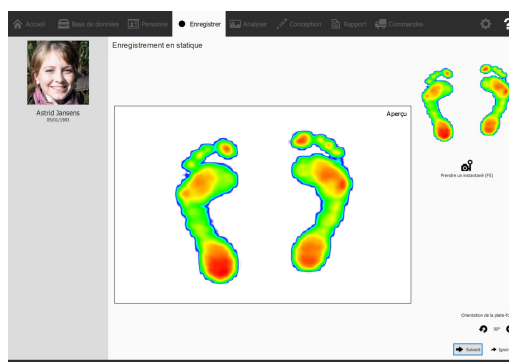 Accueil
Base de données
Personne
Enregistrer
Analyser
Conception
Rapport
Commandes
?
Enregistrement en statique
Astrid Jansens
05/01/1993
Aperçu
Prendre un instantané (F5)
Orientation de la plate-fo
90°
Suivant
Ignor